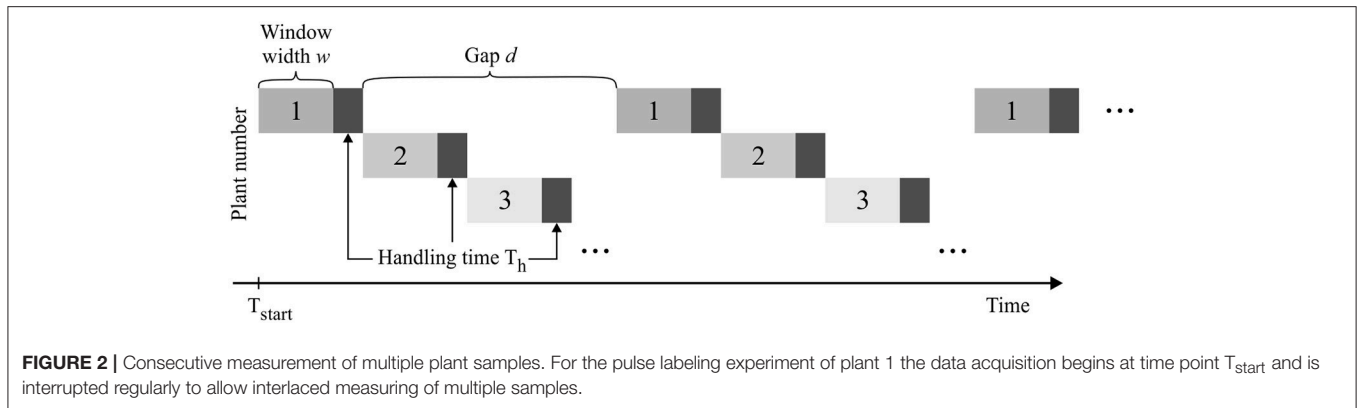 Window
width w
Gap d
Plant number
1
1
1
...
2
2
3
3
...
...
Handling time Th
Tstart
Time
FIGURE 2 | Consecutive measurement of multiple plant samples. For the pulse labeling experiment of plant 1 the data acquisition begins at time point Tstart and is
interrupted regularly to allow interlaced measuring of multiple samples.